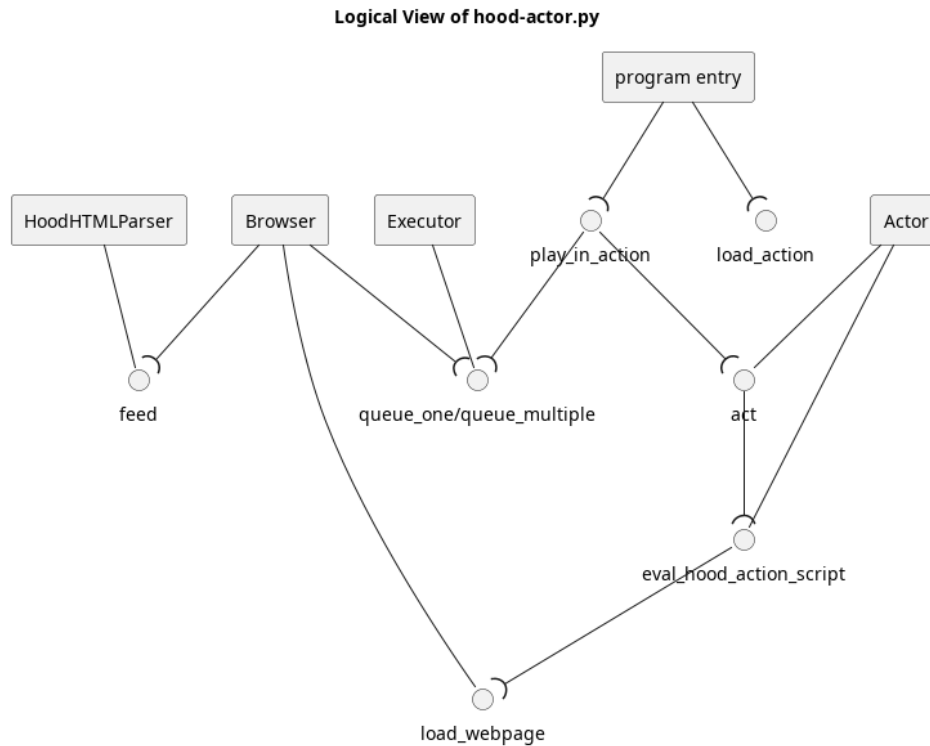 Logical View of hood-actor.py
program entry
HoodHTMLParser
Browser
Executor
Actor
play_in_action
load_action
feed
queue_one/queue_multiple
act
eval_hood_action_script
load_webpage